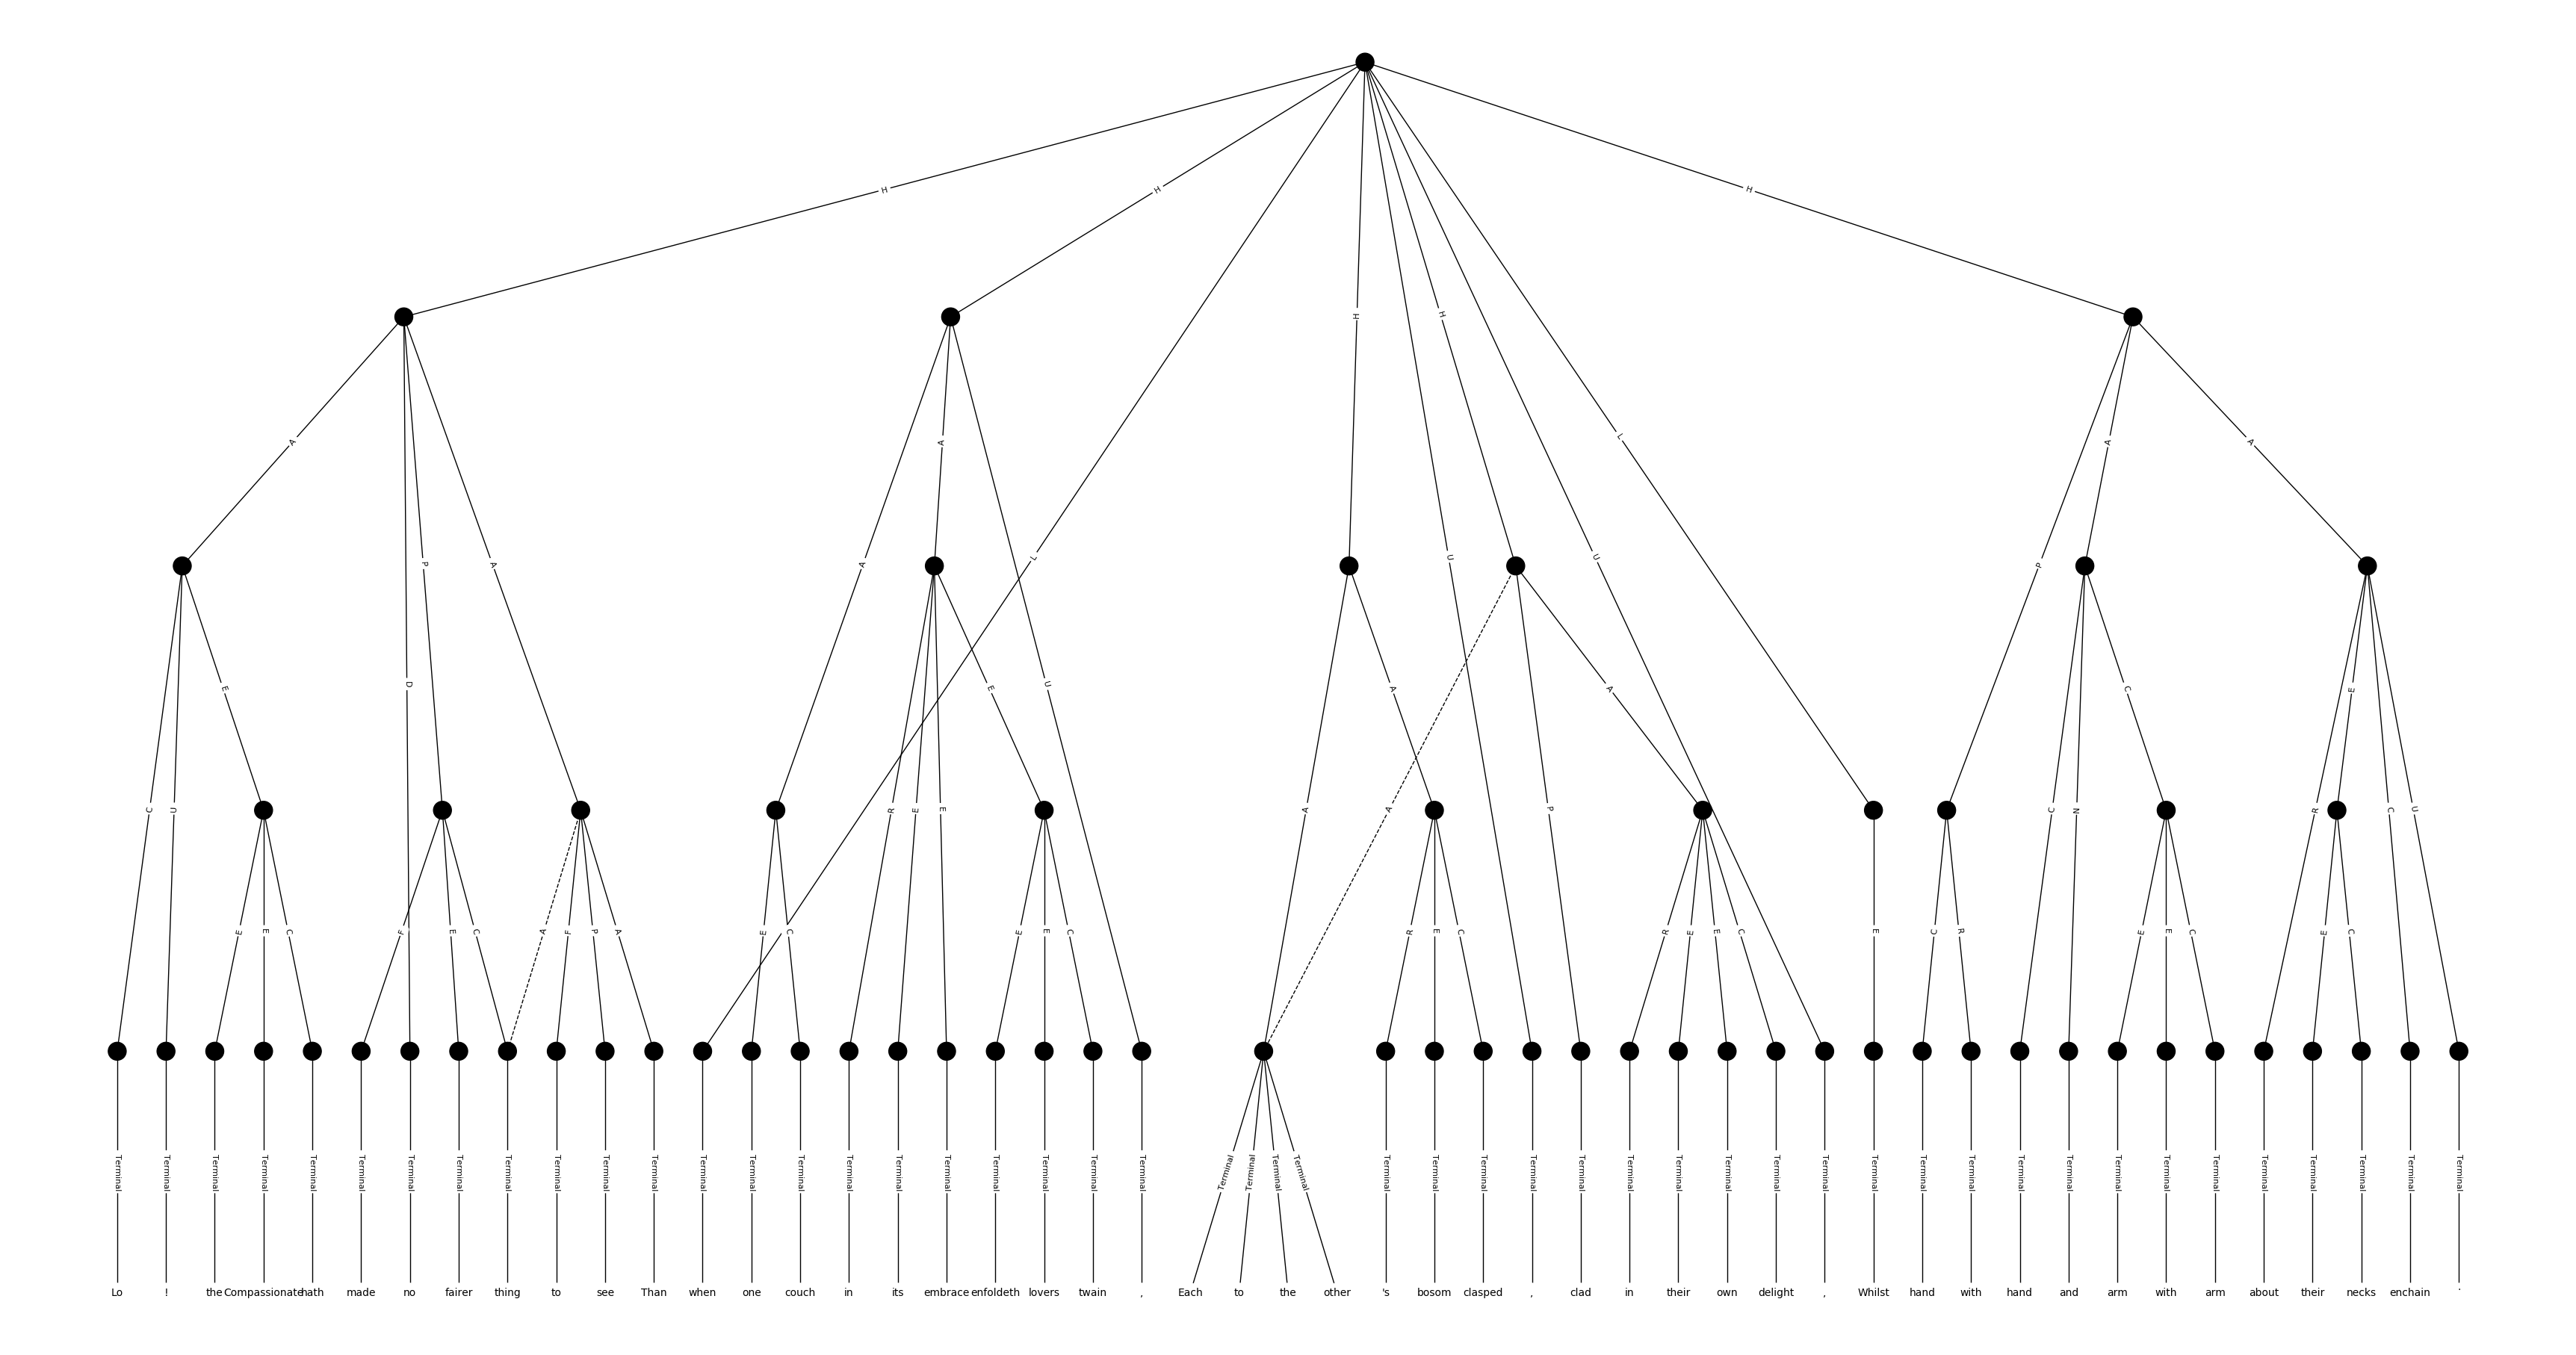 H H H H H
A A A P A L A A
D P A A L A H H U U L P A A
E E U A A C E
C U R E E A A P C N R E C U
E E C F E C A F P A E C E E C R E C R E E C E C R E E C E C
Terminal Terminal Terminal Terminal Terminal Terminal Terminal Terminal Terminal Terminal Terminal Terminal Terminal Terminal Terminal Terminal Terminal Terminal Terminal Terminal Terminal Terminal Terminal Terminal Terminal Terminal Terminal Terminal Terminal Terminal Terminal Terminal Terminal Terminal Terminal Terminal Terminal Terminal Terminal Terminal Terminal Terminal Terminal Terminal Terminal Terminal Terminal Terminal Terminal
Lo ! the Compassionate hath made no fairer thing to see Than when one couch in its embrace enfoldeth lovers twain , Each to the other 's bosom clasped , clad in their own delight , Whilst hand with hand and arm with arm about their necks enchain .